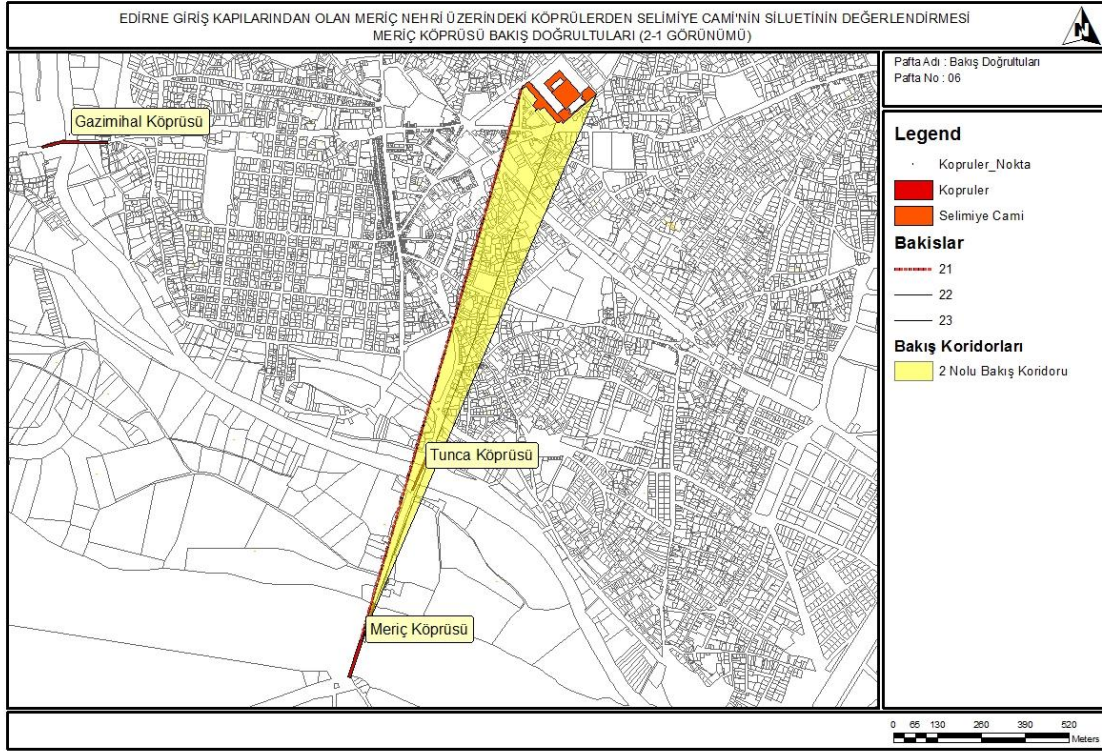 EDİRNE GİRİŞ KAPILARINDAN OLAN MERİÇ NEHRİ ÜZERİNDEKİ KÖPRÜLERDEN SELİMİYE CAMİ'NİN SİLUETİNİN DEĞERLENDİRMESİ
MERİÇ KÖPRÜSÜ BAKIŞ DOĞRULTULARI (2-1 GÖRÜNÜMÜ)
N
Pafta Adı : Bakış Doğrultuları
Pafta No : 06
Gazimihal Köprüsü
Tunca Köprüsü
Meriç Köprüsü
Legend
Kopruler_Nokta
Kopruler
Selimiye Cami
Bakislar
21
22
23
Bakış Koridorları
2 Nolu Bakış Koridoru
0 65 130 260 390 520
Meters